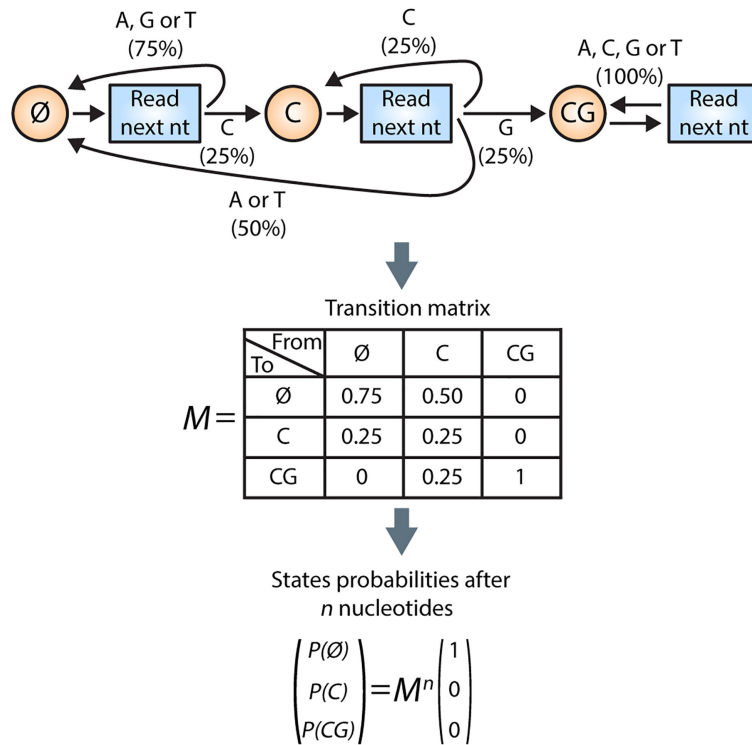 A, G or T
(75%)
C
(25%)
A, C, G or T
(100%)
Ø
Read
next nt
C
(25%)
C
Read
next nt
G
(25%)
CG
Read
next nt
A or T
(50%)
Transition matrix
M=
From
To
Ø C CG
Ø 0.75 0.50 0
C 0.25 0.25 0
CG 0 0.25 1
States probabilities after
n nucleotides
P(Ø) 1
P(C) = Mⁿ 0
P(CG) 0